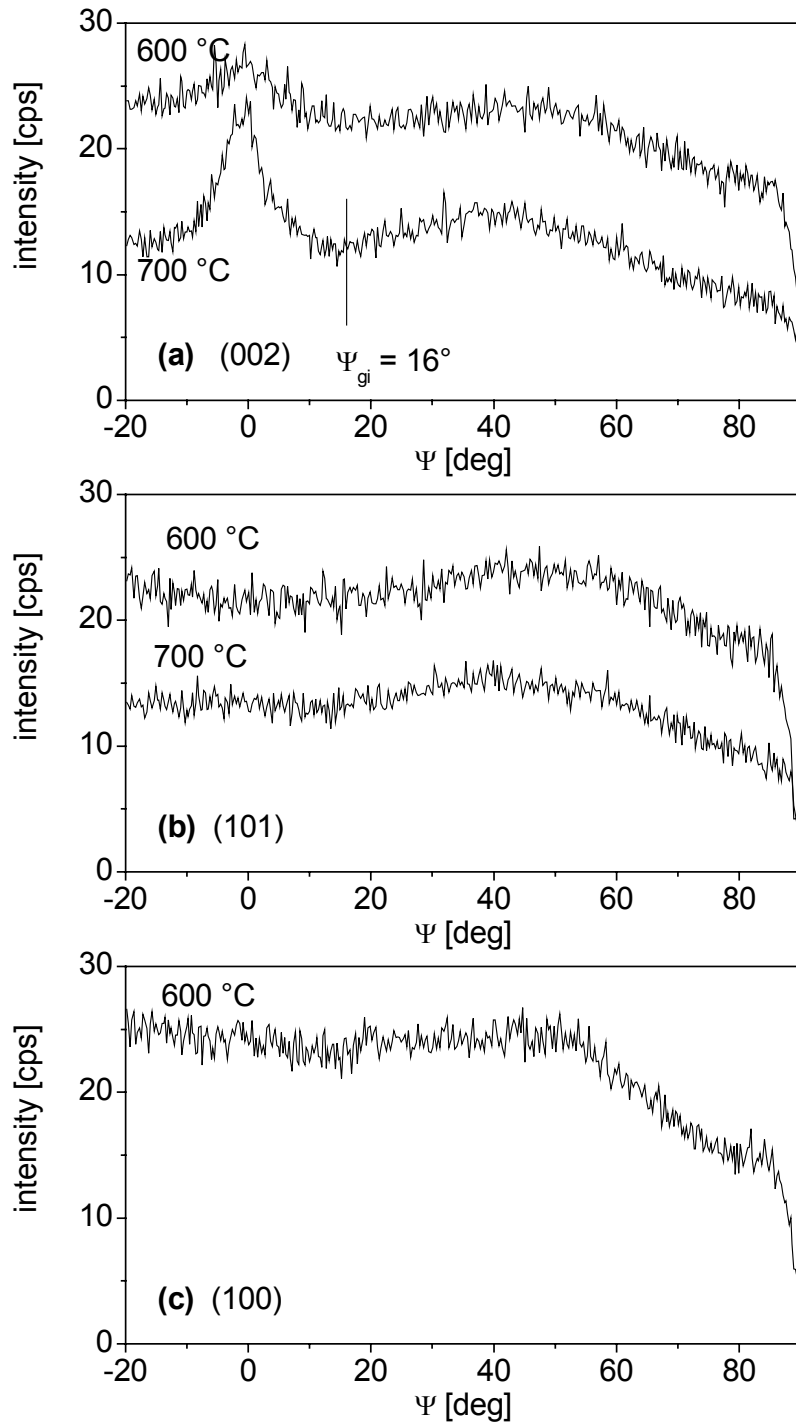 30
600 °C
20
10
700 °C
(a) (002)
Ψgi = 16°
0
-20 0 20 40 60 80
Ψ [deg]
intensity [cps]
30
600 °C
20
700 °C
10
(b) (101)
0
-20 0 20 40 60 80
Ψ [deg]
intensity [cps]
30
600 °C
20
10
(c) (100)
0
-20 0 20 40 60 80
Ψ [deg]
intensity [cps]